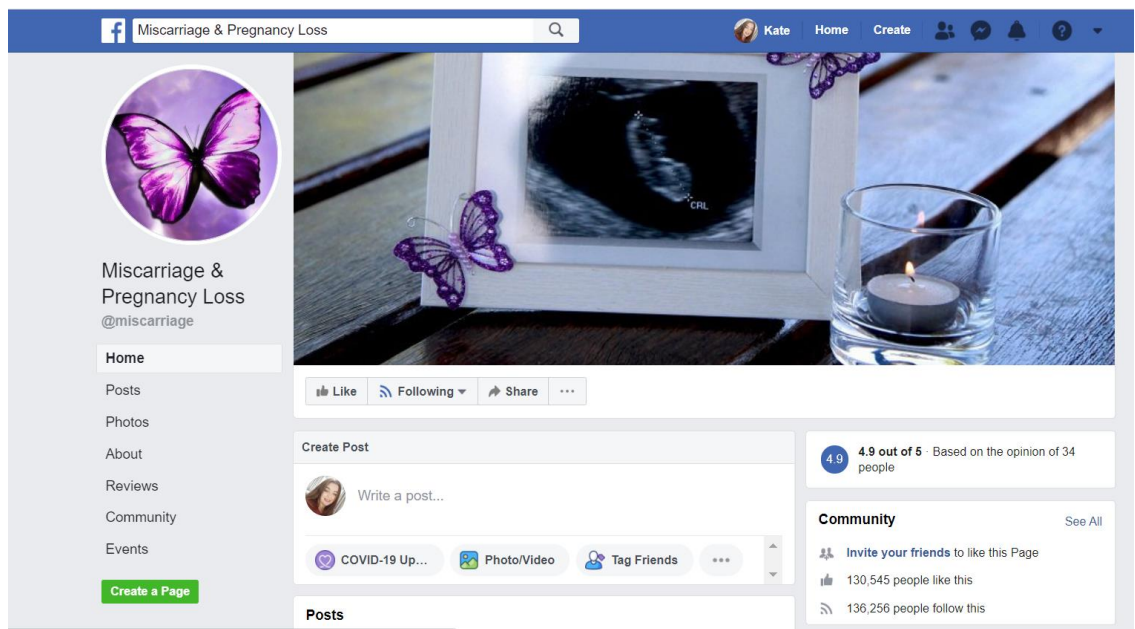 Miscarriage & Pregnancy Loss
Kate
Home
Create
CRL
Miscarriage &
Pregnancy Loss
@miscarriage
Home
Posts
Photos
About
Reviews
Community
Events
Create a Page
Like
Following
Share
Create Post
Write a post...
COVID-19 Up...
Photo/Video
Tag Friends
Posts
4.9
4.9 out of 5 · Based on the opinion of 34
people
Community
See All
Invite your friends to like this Page
130,545 people like this
136,256 people follow this